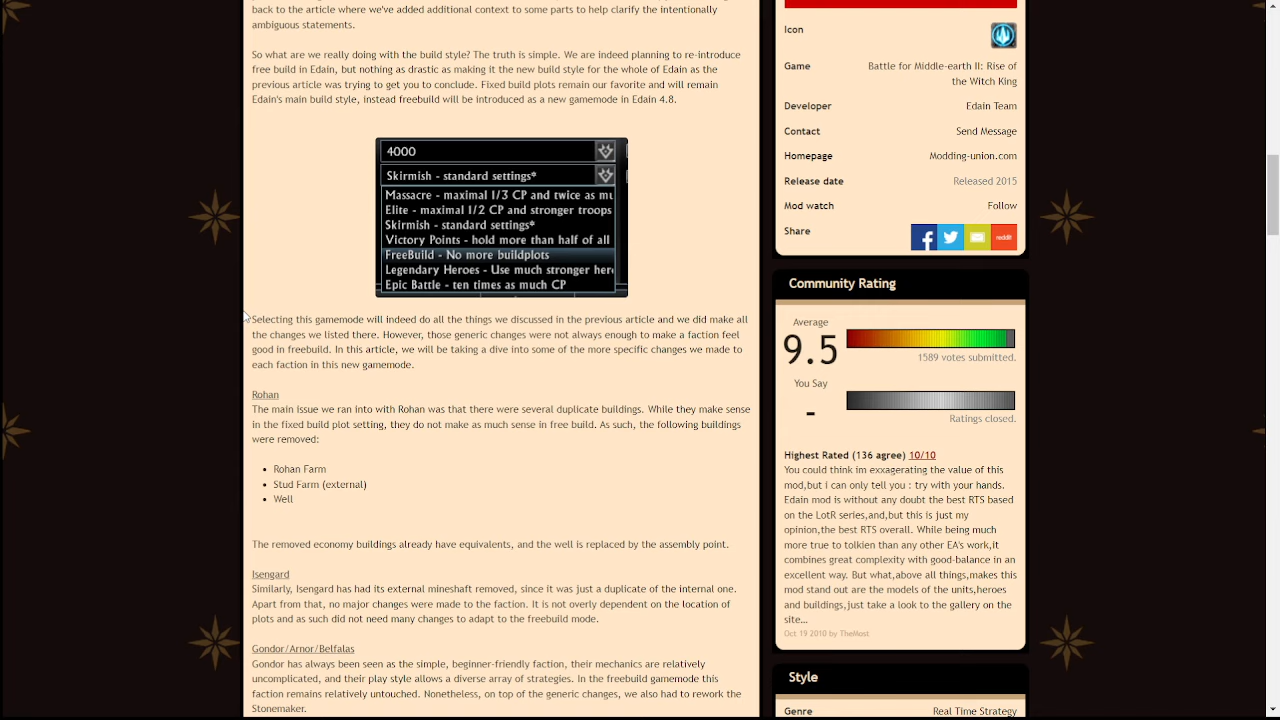 back to the article where we've added additional context to some parts to help clarify the intentionally
ambiguous statements.
So what are we really doing with the build style? The truth is simple. We are indeed planning to re-introduce
free build in Edain, but nothing as drastic as making it the new build style for the whole of Edain as the
previous article was trying to get you to conclude. Fixed build plots remain our favorite and will remain
Edain's main build style, instead freebuild will be introduced as a new gamemode in Edain 4.8.
4000
Skirmish - standard settings*
Massacre - maximal 1/3 CP and twice as mu
Elite - maximal 1/2 CP and stronger troops
Skirmish - standard settings*
Victory Points - hold more than half of all
FreeBuild - No more buildplots
Legendary Heroes - Use much stronger her
Epic Battle - ten times as much CP
Selecting this gamemode will indeed do all the things we discussed in the previous article and we did make all
the changes we listed there. However, those generic changes were not always enough to make a faction feel
good in freebuild. In this article, we will be taking a dive into some of the more specific changes we made to
each faction in this new gamemode.
Rohan
The main issue we ran into with Rohan was that there were several duplicate buildings. While they make sense
in the fixed build plot setting, they do not make as much sense in free build. As such, the following buildings
were removed:
• Rohan Farm
• Stud Farm (external)
• Well
The removed economy buildings already have equivalents, and the well is replaced by the assembly point.
Isengard
Similarly, Isengard has had its external mineshaft removed, since it was just a duplicate of the internal one.
Apart from that, no major changes were made to the faction. It is not overly dependent on the location of
plots and as such did not need many changes to adapt to the freebuild mode.
Gondor/Arnor/Belfalas
Gondor has always been seen as the simple, beginner-friendly faction, their mechanics are relatively
uncomplicated, and their play style allows a diverse array of strategies. In the freebuild gamemode this
faction remains relatively untouched. Nonetheless, on top of the generic changes, we also had to rework the
Stonemaker.
Icon
Game Battle for Middle-earth II: Rise of
the Witch King
Developer Edain Team
Contact Send Message
Homepage Modding-union.com
Release date Released 2015
Mod watch Follow
Share
reddit
Community Rating
Average
9.5
1589 votes submitted.
You Say
-
Ratings closed.
Highest Rated (136 agree) 10/10
You could think im exxagerating the value of this
mod,but i can only tell you : try with your hands.
Edain mod is without any doubt the best RTS based
on the LotR series,and,but this is just my
opinion,the best RTS overall. While being much
more true to tolkien than any other EA's work,it
combines great complexity with good-balance in an
excellent way. But what,above all things,makes this
mod stand out are the models of the units,heroes
and buildings,just take a look to the gallery on the
site...
Oct 19 2010 by TheMost
Style
Genre Real Time Strategy